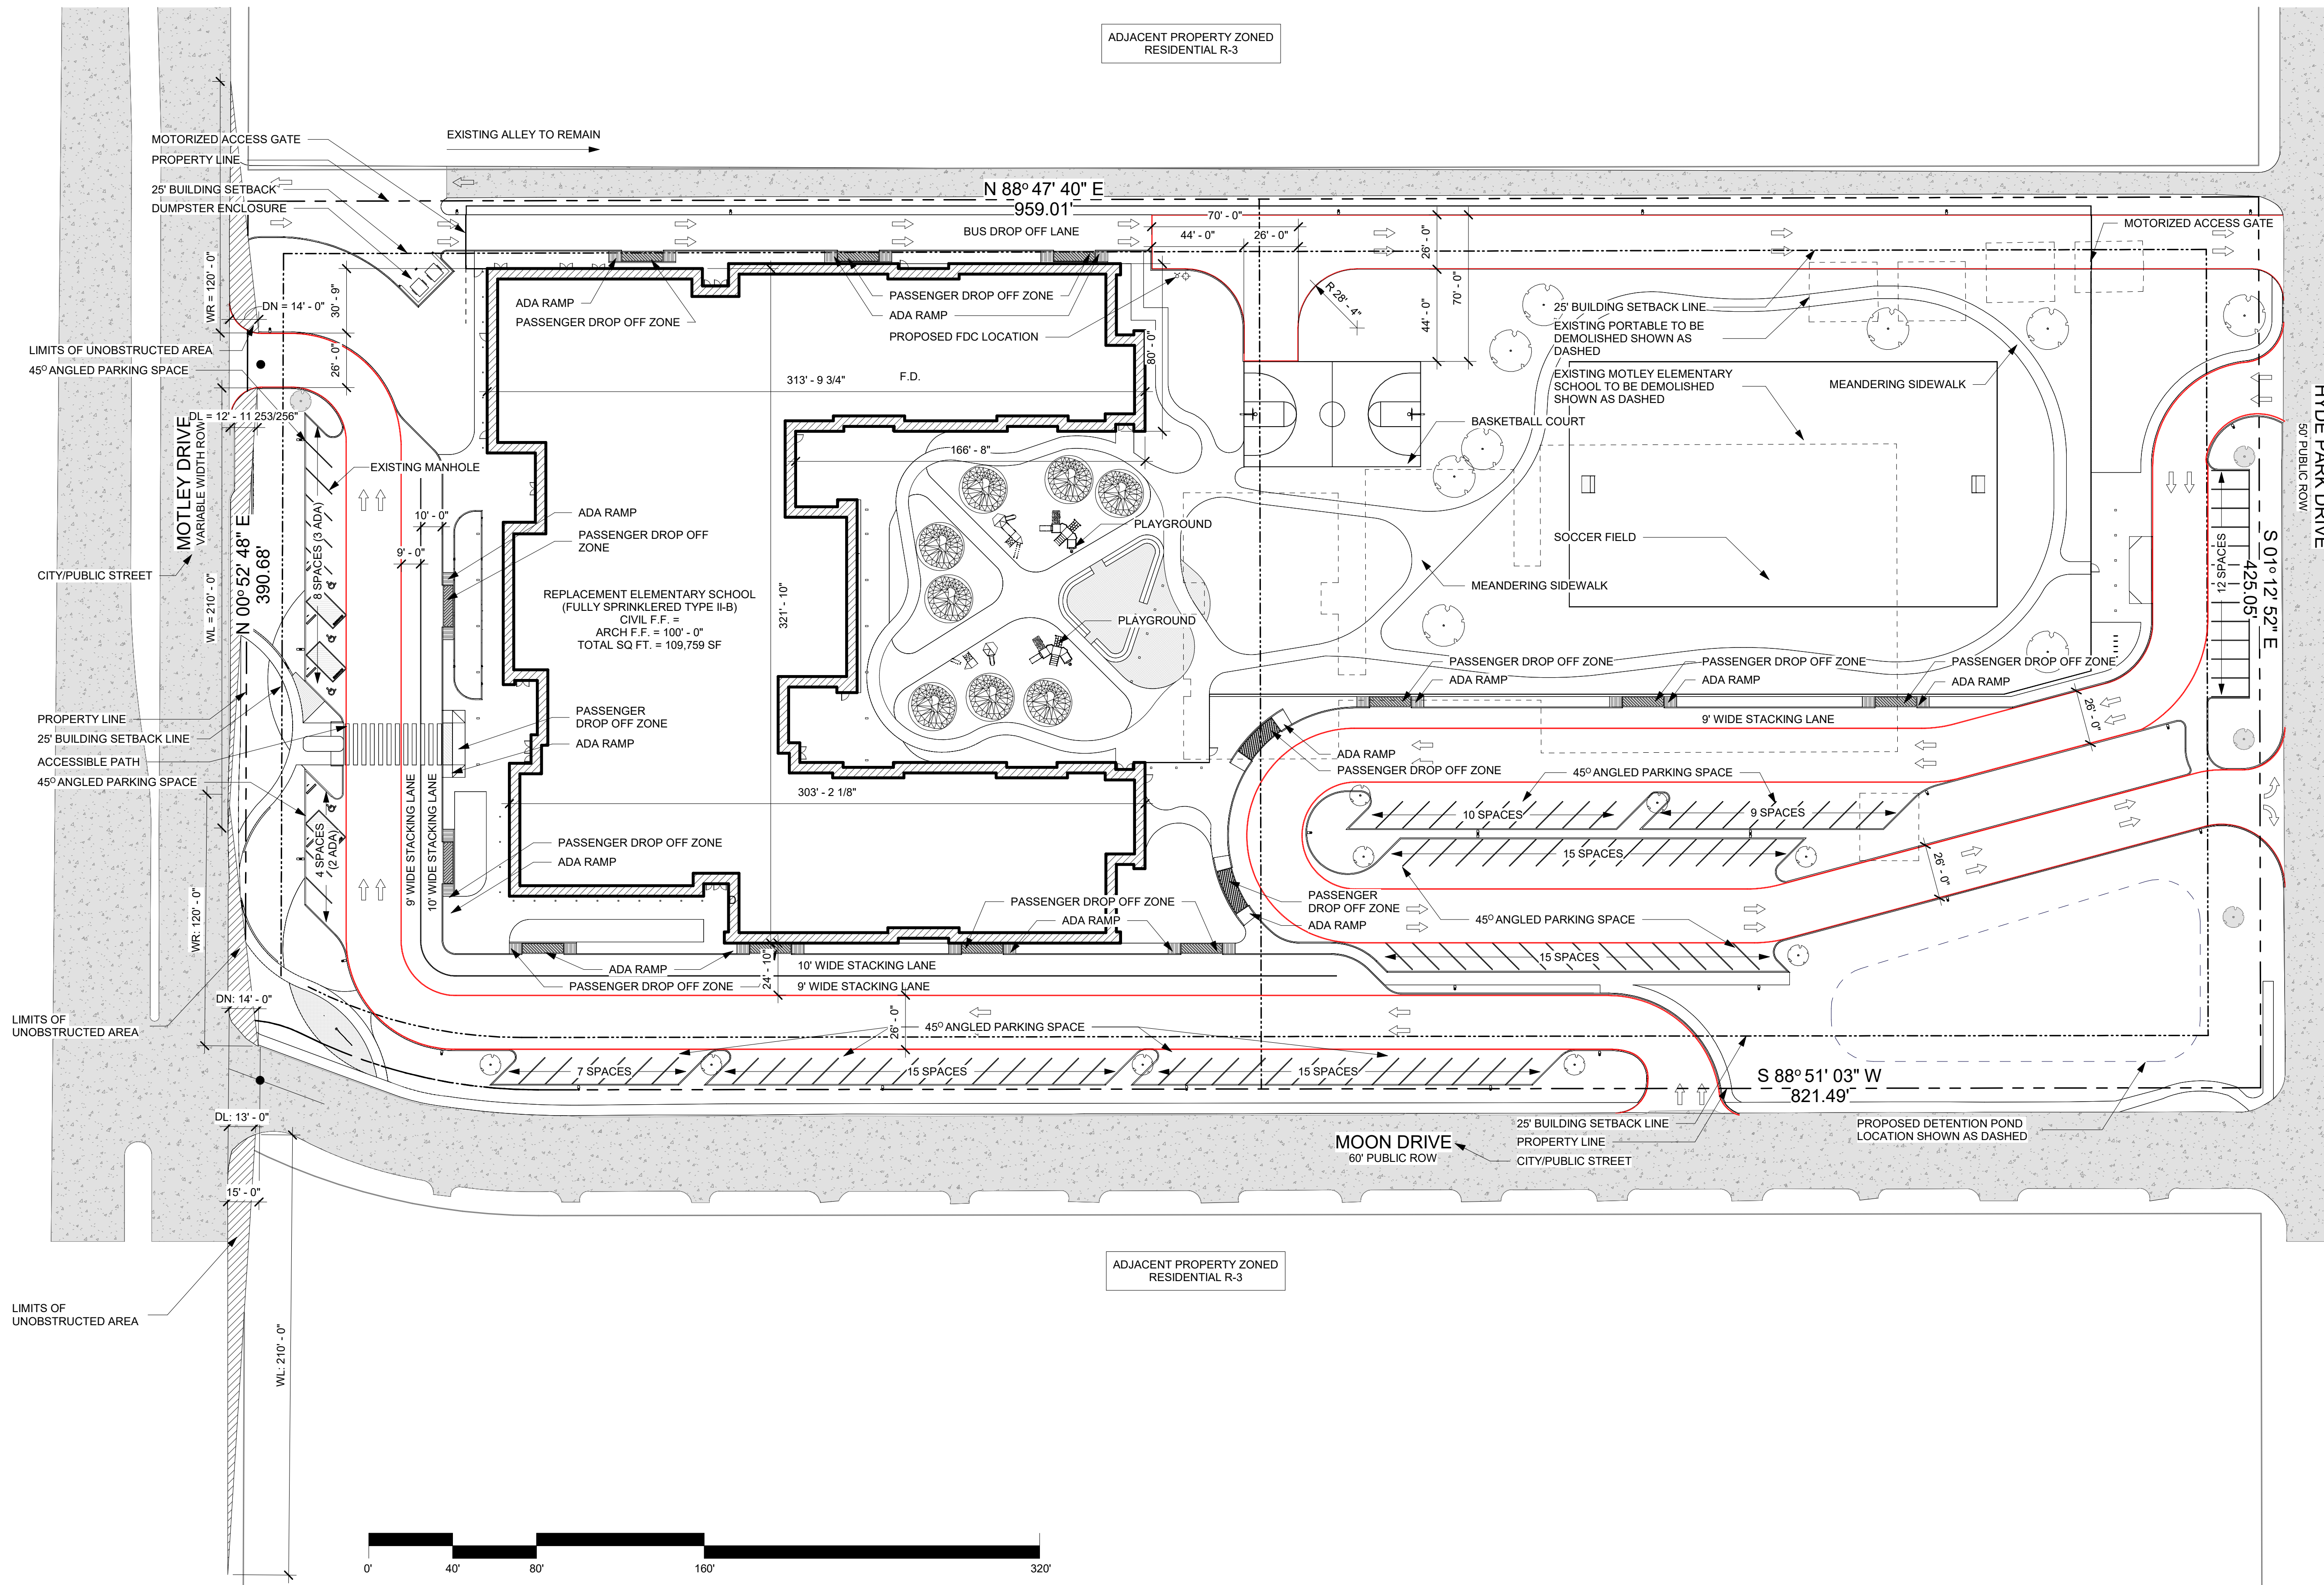 ADJACENT PROPERTY ZONED
RESIDENTIAL R-3
MOTORIZED ACCESS GATE
EXISTING ALLEY TO REMAIN
PROPERTY LINE
25' BUILDING SETBACK
DUMPSTER ENCLOSURE
N 88º 47' 40" E
959.01'
BUS DROP OFF LANE
70'- 0"
44' - 0"
26' - 0"
26' - 0"
70' - 0"
44' - 0"
R 28' - 4"
MOTORIZED ACCESS GATE
WR = 120' - 0"
DN = 14' - 0"
30' - 9"
26' - 0"
LIMITS OF UNOBSTRUCTED AREA
45º ANGLED PARKING SPACE
DL = 12' - 11 253/256"
ADA RAMP
PASSENGER DROP OFF ZONE
PASSENGER DROP OFF ZONE
ADA RAMP
PROPOSED FDC LOCATION
80' - 0"
313' - 9 3/4"
F.D.
25' BUILDING SETBACK LINE
EXISTING PORTABLE TO BE
DEMOLISHED SHOWN AS
DASHED
EXISTING MOTLEY ELEMENTARY
SCHOOL TO BE DEMOLISHED
SHOWN AS DASHED
MEANDERING SIDEWALK
BASKETBALL COURT
HYDE PARK DRIVE
50' PUBLIC ROW
MOTLEY DRIVE
VARIABLE WIDTH ROW
EXISTING MANHOLE
166' - 8"
8 SPACES (3 ADA)
10' - 0"
9' - 0"
ADA RAMP
PASSENGER DROP OFF
ZONE
PLAYGROUND
SOCCER FIELD
N 00º 52' 48" E
390.68'
CITY/PUBLIC STREET
WL = 210' - 0"
REPLACEMENT ELEMENTARY SCHOOL
(FULLY SPRINKLERED TYPE II-B)
CIVIL F.F. =
ARCH F.F. = 100' - 0"
TOTAL SQ FT. = 109,759 SF
321' - 10"
PLAYGROUND
MEANDERING SIDEWALK
12 SPACES
S 01º 12' 52" E
425.05'
PASSENGER DROP OFF ZONE
ADA RAMP
PASSENGER DROP OFF ZONE
ADA RAMP
PASSENGER DROP OFF ZONE
ADA RAMP
PROPERTY LINE
25' BUILDING SETBACK LINE
ACCESSIBLE PATH
45º ANGLED PARKING SPACE
PASSENGER
DROP OFF ZONE
ADA RAMP
9' WIDE STACKING LANE
26' - 0"
ADA RAMP
PASSENGER DROP OFF ZONE
45º ANGLED PARKING SPACE
303' - 2 1/8"
10 SPACES
9 SPACES
15 SPACES
26' - 0"
4 SPACES
(2 ADA)
9' WIDE STACKING LANE
10' WIDE STACKING LANE
PASSENGER DROP OFF ZONE
ADA RAMP
PASSENGER DROP OFF ZONE
ADA RAMP
PASSENGER
DROP OFF ZONE
ADA RAMP
45º ANGLED PARKING SPACE
15 SPACES
WR: 120' - 0"
ADA RAMP
PASSENGER DROP OFF ZONE
24' - 10"
10' WIDE STACKING LANE
9' WIDE STACKING LANE
DN: 14' - 0"
LIMITS OF
UNOBSTRUCTED AREA
26' - 0"
45º ANGLED PARKING SPACE
7 SPACES
15 SPACES
15 SPACES
S 88º 51' 03" W
821.49'
DL: 13' - 0"
25' BUILDING SETBACK LINE
PROPERTY LINE
CITY/PUBLIC STREET
MOON DRIVE
60' PUBLIC ROW
PROPOSED DETENTION POND
LOCATION SHOWN AS DASHED
15' - 0"
ADJACENT PROPERTY ZONED
RESIDENTIAL R-3
LIMITS OF
UNOBSTRUCTED AREA
WL: 210' - 0"
0'
40'
80'
160'
320'